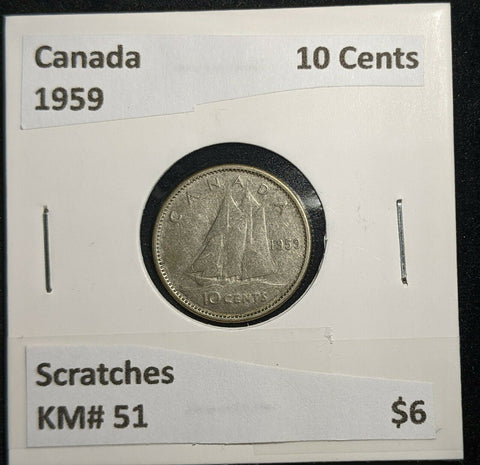 Canada 10 Cents
1959
CANADA
1959
10 CENTS
Scratches
KM# 51 $6